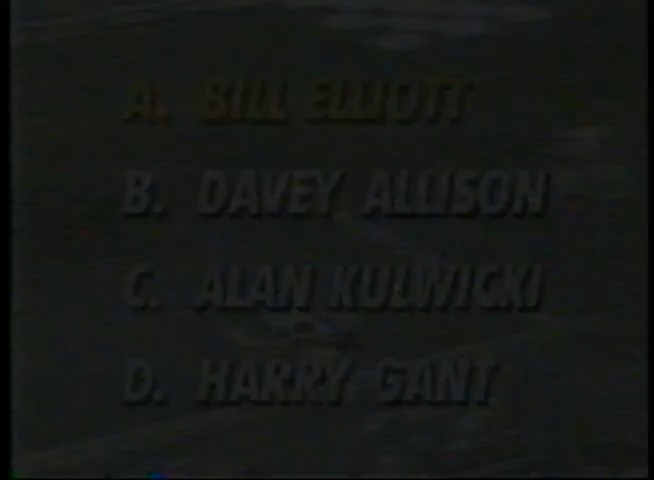 A. BILL ELLIOTT
B. DAVEY ALLISON
C. ALAN KULWICKI
D. HARRY GANT